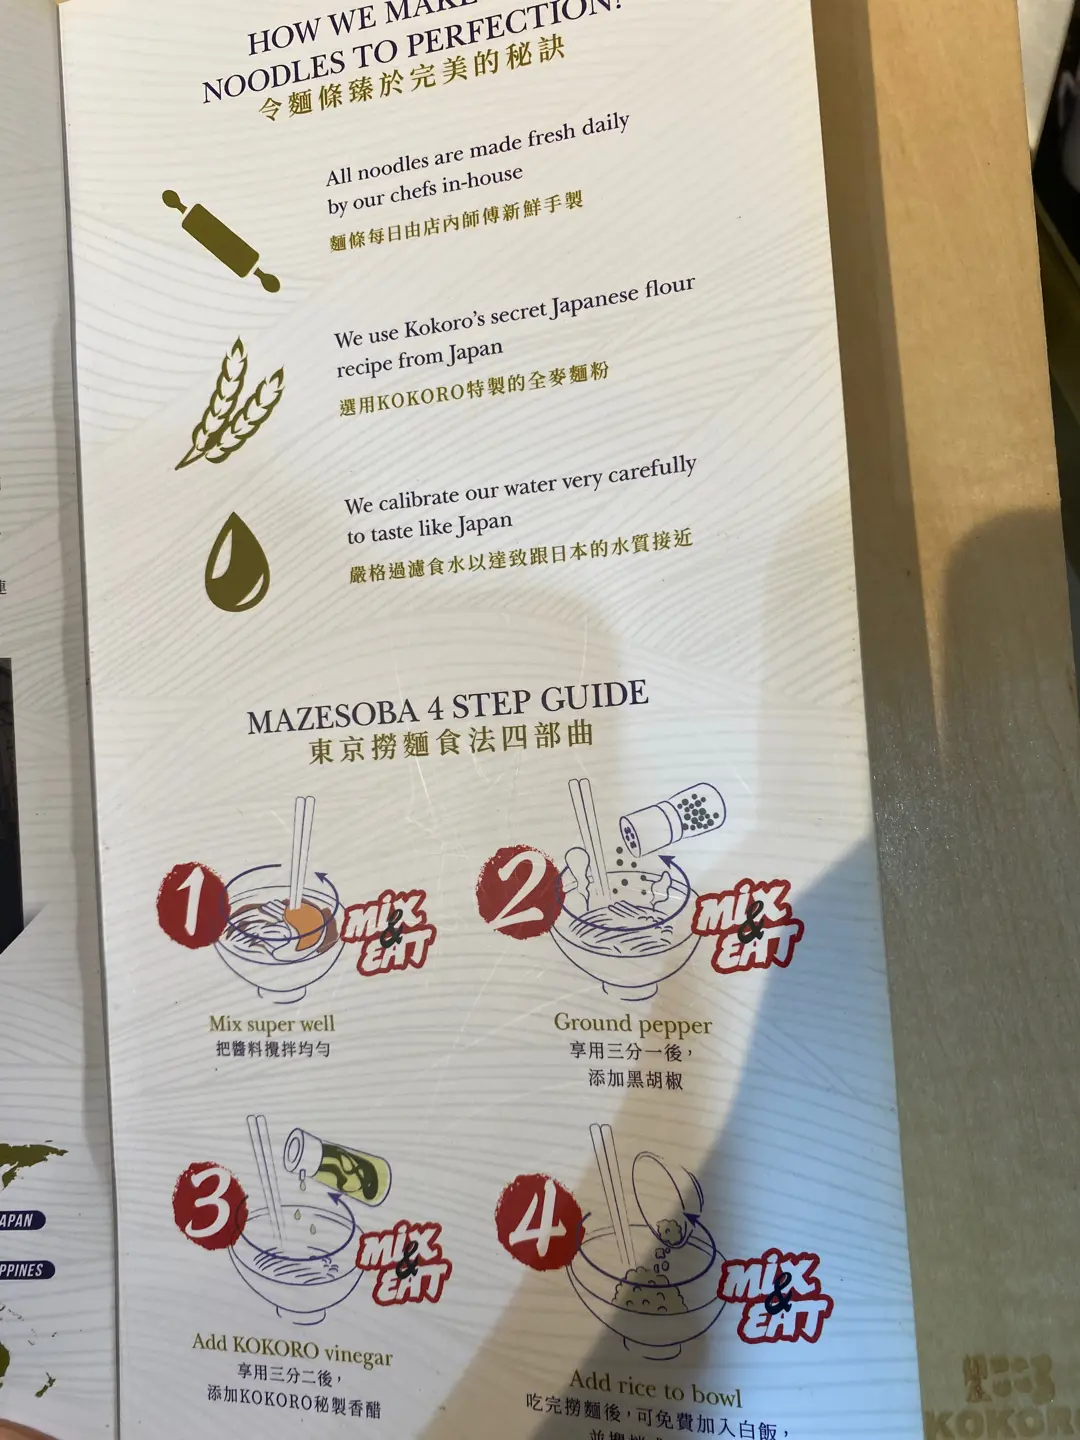 HOW WE MAKE
NOODLES TO PERFECTION!
令麵條臻於完美的秘訣
All noodles are made fresh daily
by our chefs in-house
麵條每日由店內師傅新鮮手製
We use Kokoro's secret Japanese flour
recipe from Japan
選用KOKORO特製的全麥麵粉
We calibrate our water very carefully
to taste like Japan
嚴格過濾食水以達致跟日本的水質接近
MAZESOBA 4 STEP GUIDE
東京撈麵食法四部曲
1
MIX
&
EAT
Mix super well
把醬料攪拌均勻
2
MIX
&
EAT
Ground pepper
享用三分一後，
添加黑胡椒
3
MIX
&
EAT
Add KOKORO vinegar
享用三分二後，
添加KOKORO秘製香醋
4
MIX
&
EAT
Add rice to bowl
吃完撈麵後，可免費加入白飯，
APAN
PPINES
KOKOR